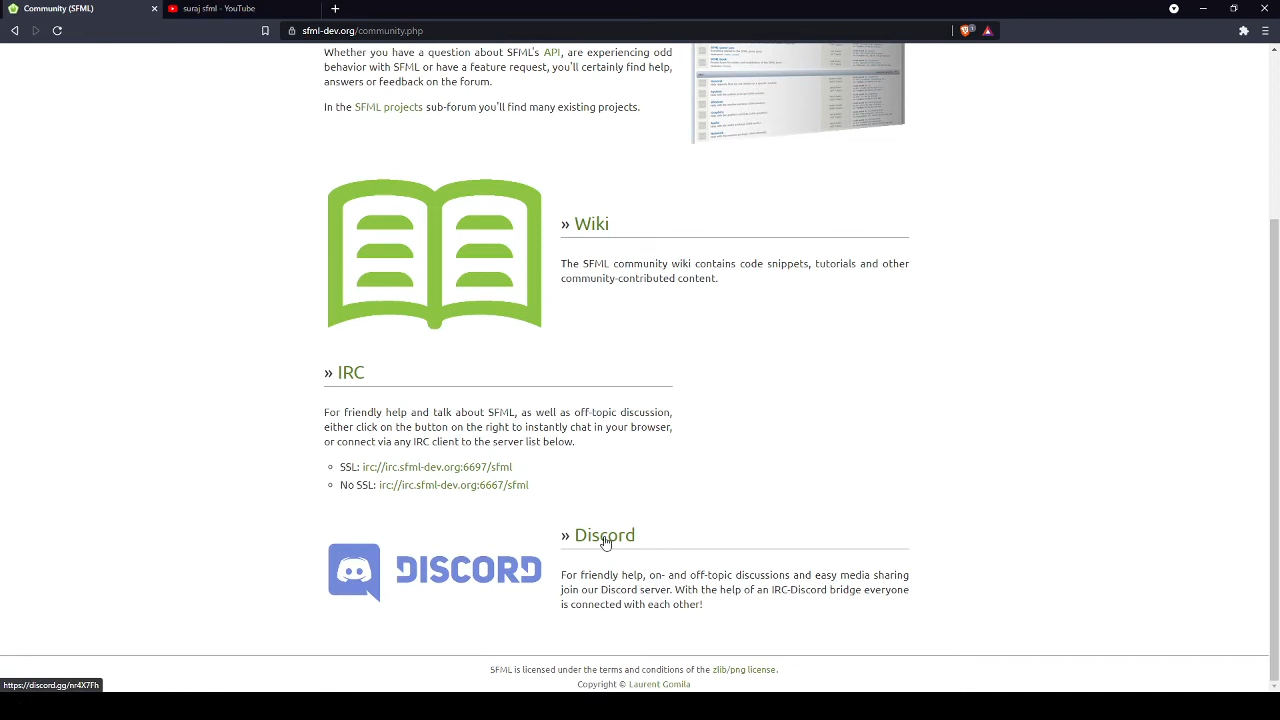 Community (SFML)
suraj sfml - YouTube
sfml-dev.org/community.php
Whether you have a question about SFML's API, are experiencing odd
behavior with SFML or have a feature request, you'll certainly find help,
answers or feedback on the forum.
In the SFML projects sub-forum you'll find many existing projects.
» Wiki
The SFML community wiki contains code snippets, tutorials and other
community-contributed content.
» IRC
For friendly help and talk about SFML, as well as off-topic discussion,
either click on the button on the right to instantly chat in your browser,
or connect via any IRC client to the server list below.
SSL: irc://irc.sfml-dev.org:6697/sfml
No SSL: irc://irc.sfml-dev.org:6667/sfml
DISCORD
» Discord
For friendly help, on- and off-topic discussions and easy media sharing
join our Discord server. With the help of an IRC-Discord bridge everyone
is connected with each other!
SFML is licensed under the terms and conditions of the zlib/png license.
Copyright © Laurent Gomila
https://discord.gg/nr4X7Fh